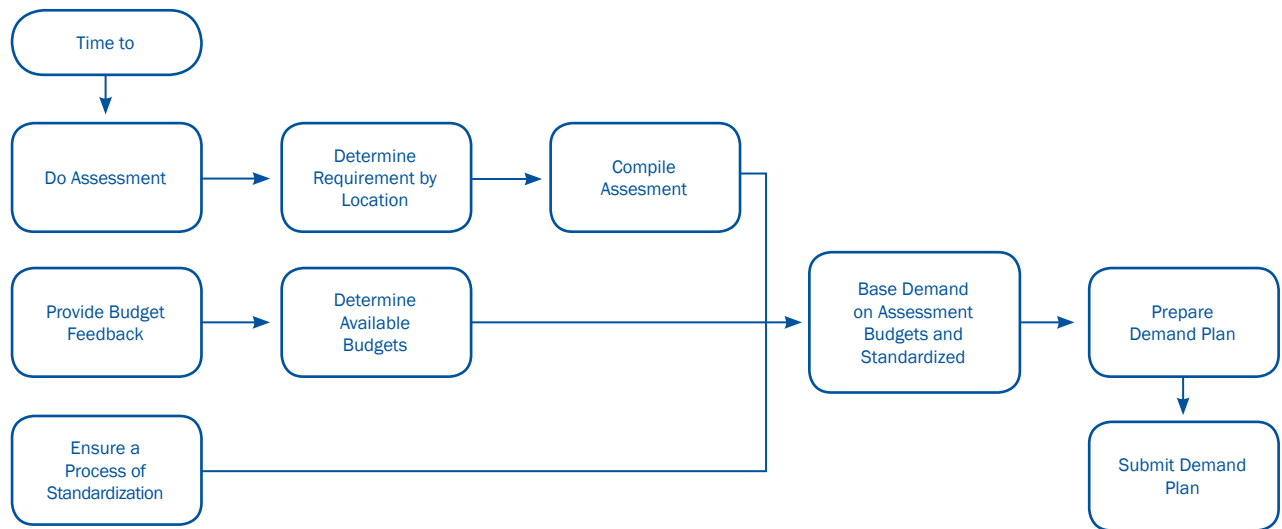 Time to
Do Assessment
Determine
Requirement by
Location
Compile
Assesment
Provide Budget
Feedback
Determine
Available
Budgets
Base Demand
on Assessment
Budgets and
Standardized
Prepare
Demand Plan
Ensure a
Process of
Standardization
Submit Demand
Plan